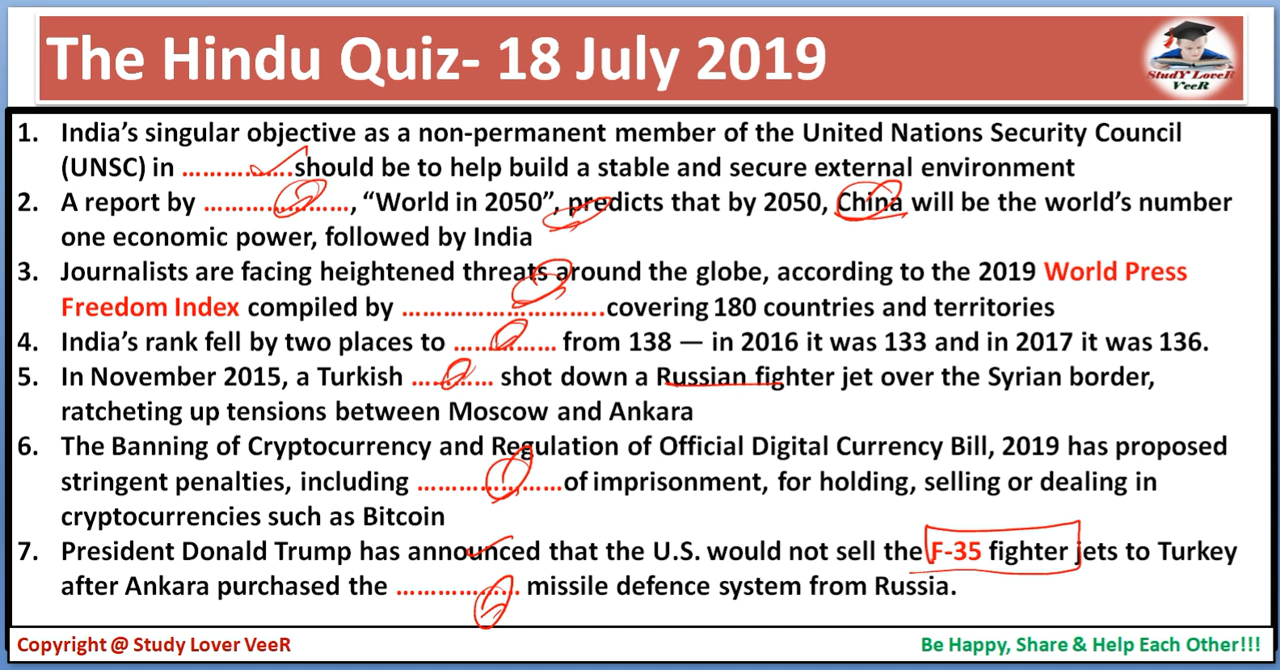 The Hindu Quiz- 18 July 2019
StudY LoveR
VeeR
1. India’s singular objective as a non-permanent member of the United Nations Security Council
(UNSC) in ……………..should be to help build a stable and secure external environment
2. A report by …………………, “World in 2050”, predicts that by 2050, China will be the world’s number
one economic power, followed by India
3. Journalists are facing heightened threats around the globe, according to the 2019 World Press
Freedom Index compiled by ………………………..covering 180 countries and territories
4. India’s rank fell by two places to …………… from 138 — in 2016 it was 133 and in 2017 it was 136.
5. In November 2015, a Turkish ………… shot down a Russian fighter jet over the Syrian border,
ratcheting up tensions between Moscow and Ankara
6. The Banning of Cryptocurrency and Regulation of Official Digital Currency Bill, 2019 has proposed
stringent penalties, including …………………of imprisonment, for holding, selling or dealing in
cryptocurrencies such as Bitcoin
7. President Donald Trump has announced that the U.S. would not sell the F-35 fighter jets to Turkey
after Ankara purchased the ………………. missile defence system from Russia.
Copyright @ Study Lover VeeR
Be Happy, Share & Help Each Other!!!